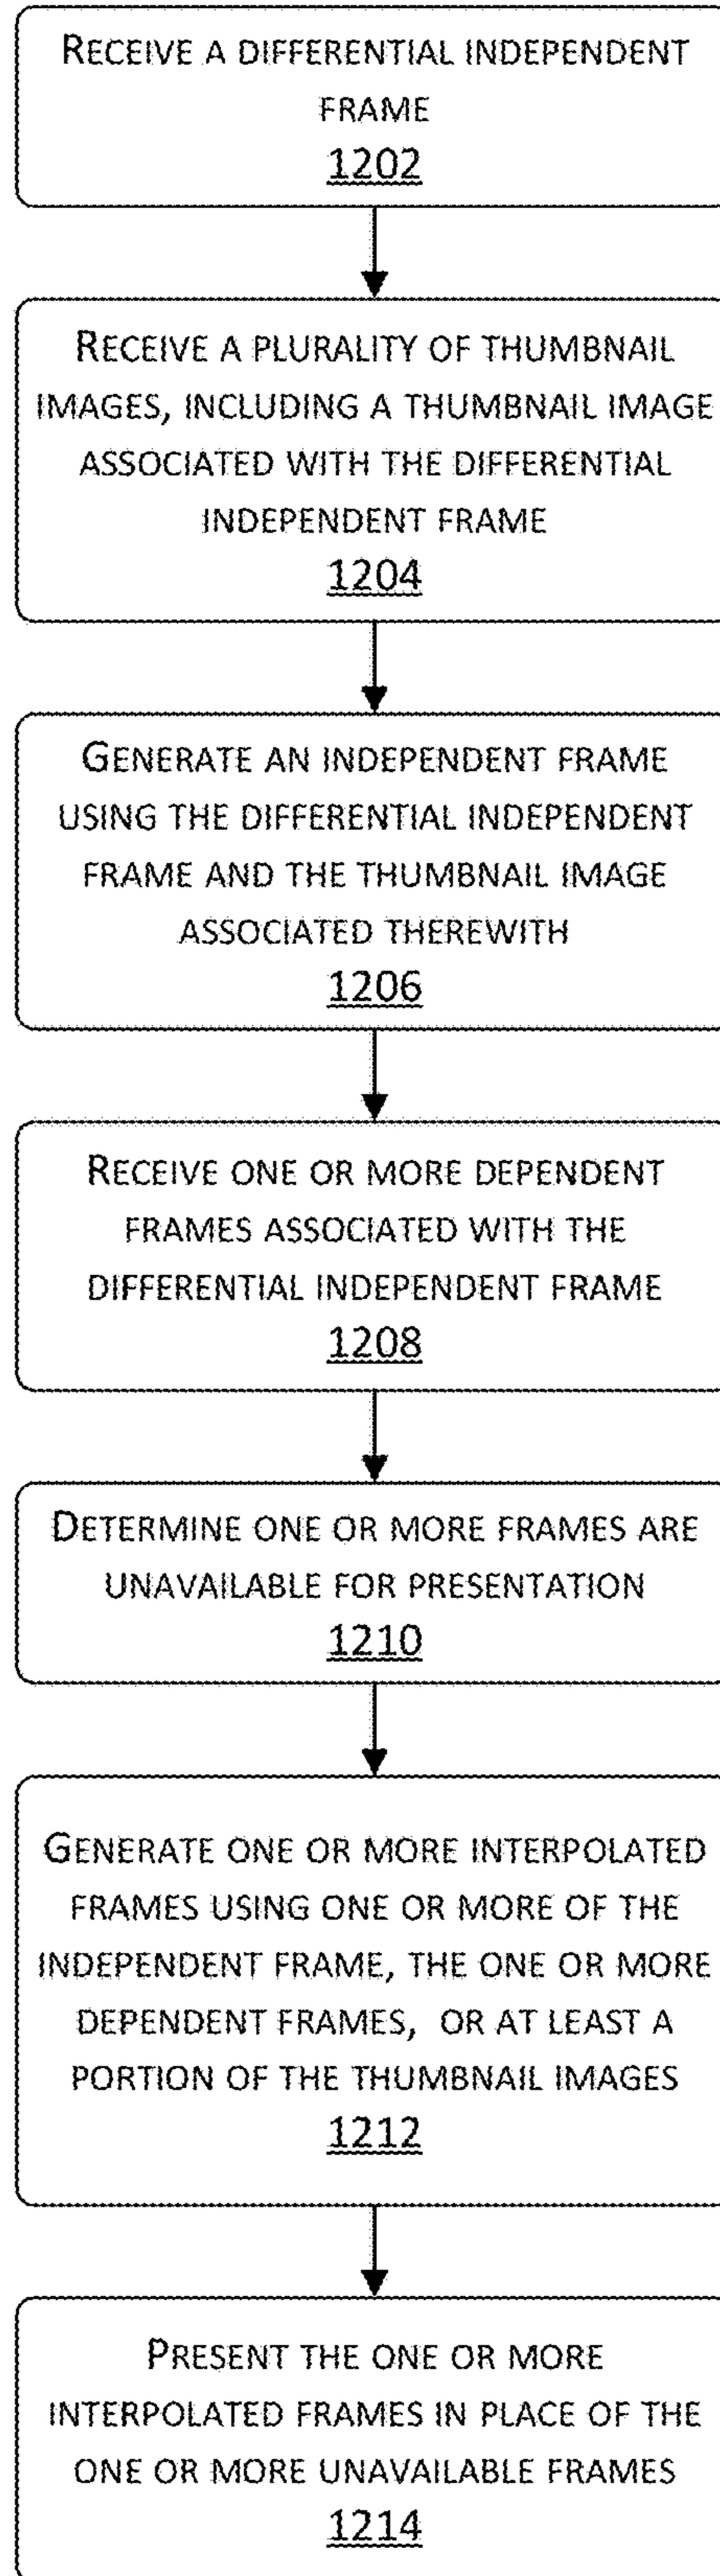 RECEIVE A DIFFERENTIAL INDEPENDENT
FRAME
1202
RECEIVE A PLURALITY OF THUMBNAIL
IMAGES, INCLUDING A THUMBNAIL IMAGE
ASSOCIATED WITH THE DIFFERENTIAL
INDEPENDENT FRAME
1204
GENERATE AN INDEPENDENT FRAME
USING THE DIFFERENTIAL INDEPENDENT
FRAME AND THE THUMBNAIL IMAGE
ASSOCIATED THEREWITH
1206
RECEIVE ONE OR MORE DEPENDENT
FRAMES ASSOCIATED WITH THE
DIFFERENTIAL INDEPENDENT FRAME
1208
DETERMINE ONE OR MORE FRAMES ARE
UNAVAILABLE FOR PRESENTATION
1210
GENERATE ONE OR MORE INTERPOLATED
FRAMES USING ONE OR MORE OF THE
INDEPENDENT FRAME, THE ONE OR MORE
DEPENDENT FRAMES, OR AT LEAST A
PORTION OF THE THUMBNAIL IMAGES
1212
PRESENT THE ONE OR MORE
INTERPOLATED FRAMES IN PLACE OF THE
ONE OR MORE UNAVAILABLE FRAMES
1214